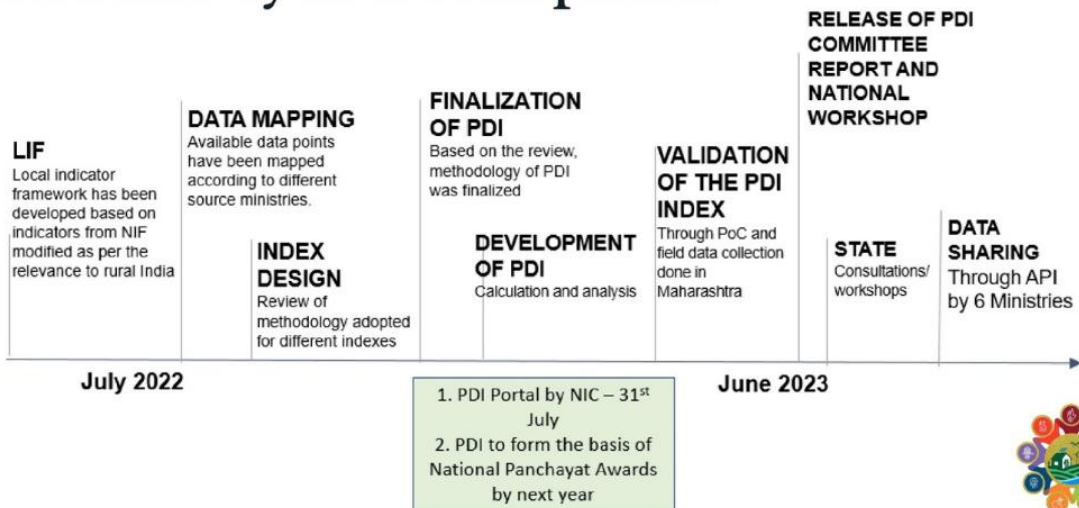 LIF
Local indicator
framework has been
developed based on
indicators from NIF
modified as per the
relevance to rural India
DATA MAPPING
Available data points
have been mapped
according to different
source ministries.
INDEX
DESIGN
Review of
methodology adopted
for different indexes
FINALIZATION
OF PDI
Based on the review,
methodology of PDI
was finalized
DEVELOPMENT
OF PDI
Calculation and analysis
VALIDATION
OF THE PDI
INDEX
Through PoC and
field data collection
done in
Maharashtra
RELEASE OF PDI
COMMITTEE
REPORT AND
NATIONAL
WORKSHOP
STATE
Consultations/
workshops
DATA
SHARING
Through API
by 6 Ministries
July 2022
June 2023
1. PDI Portal by NIC – 31st
July
2. PDI to form the basis of
National Panchayat Awards
by next year